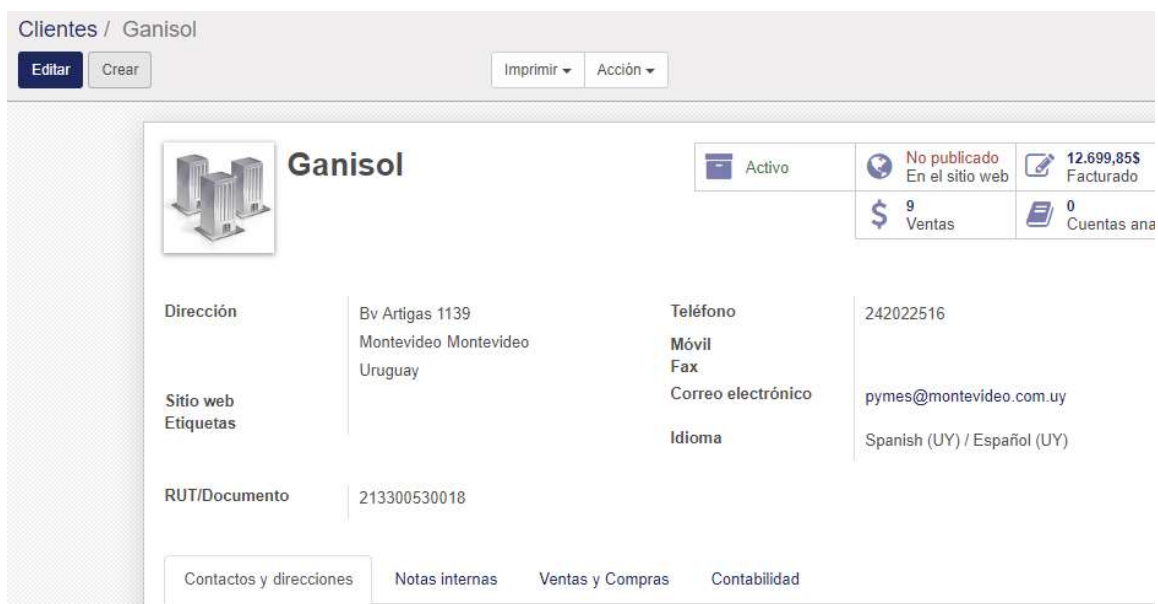 Clientes / Ganisol
Editar Crear Imprimir Acción
Ganisol
Activo
No publicado
En el sitio web
12.699,85$
Facturado
9
Ventas
0
Cuentas ana
Dirección Bv Artigas 1139
Montevideo Montevideo
Uruguay
Sitio web
Etiquetas
Teléfono 242022516
Móvil
Fax
Correo electrónico pymes@montevideo.com.uy
Idioma Spanish (UY) / Español (UY)
RUT/Documento 213300530018
Contactos y direcciones Notas internas Ventas y Compras Contabilidad